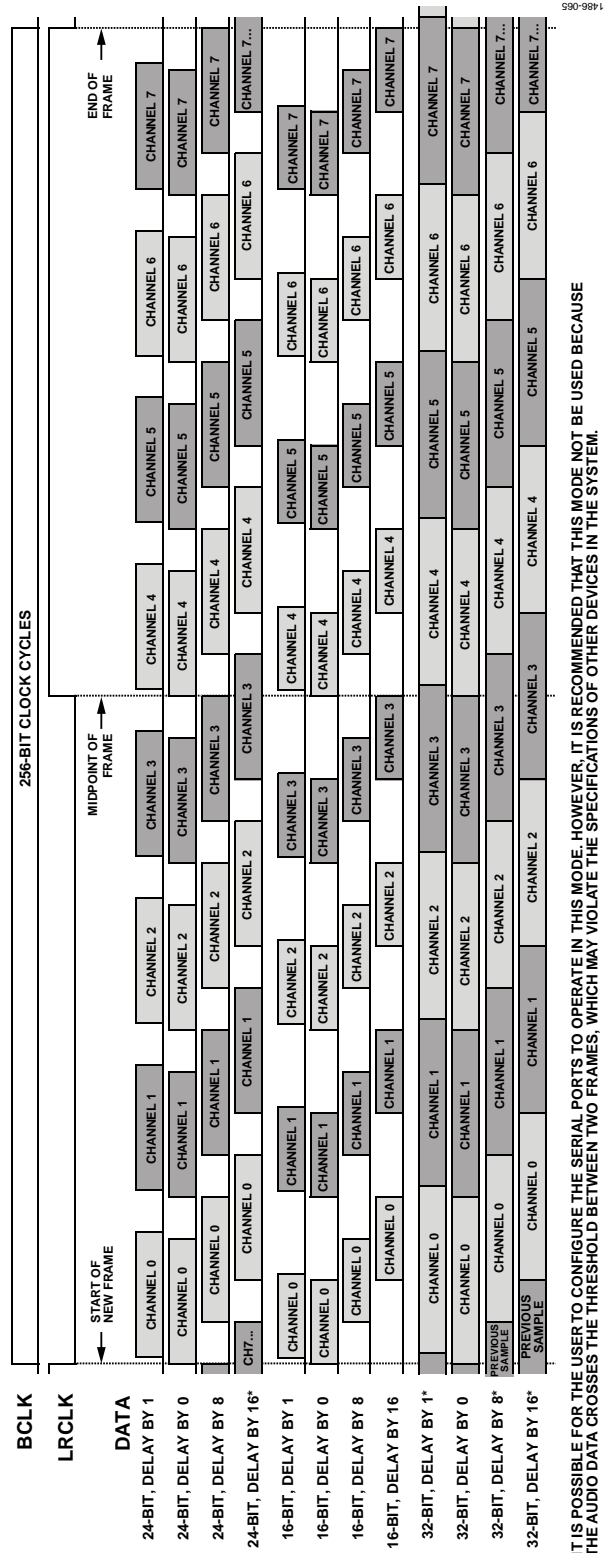 256-BIT CLOCK CYCLES
BCLK
LRCLK
START OF
NEW FRAME
MIDPOINT OF
FRAME
END OF
FRAME
DATA
24-BIT, DELAY BY 1
CHANNEL 0 CHANNEL 1 CHANNEL 2 CHANNEL 3 CHANNEL 4 CHANNEL 5 CHANNEL 6 CHANNEL 7
24-BIT, DELAY BY 0
CHANNEL 0 CHANNEL 1 CHANNEL 2 CHANNEL 3 CHANNEL 4 CHANNEL 5 CHANNEL 6 CHANNEL 7
24-BIT, DELAY BY 8
CHANNEL 0 CHANNEL 1 CHANNEL 2 CHANNEL 3 CHANNEL 4 CHANNEL 5 CHANNEL 6 CHANNEL 7
24-BIT, DELAY BY 16*
CH7... CHANNEL 0 CHANNEL 1 CHANNEL 2 CHANNEL 3 CHANNEL 4 CHANNEL 5 CHANNEL 6 CHANNEL 7...
16-BIT, DELAY BY 1
CHANNEL 0 CHANNEL 1 CHANNEL 2 CHANNEL 3 CHANNEL 4 CHANNEL 5 CHANNEL 6 CHANNEL 7
16-BIT, DELAY BY 0
CHANNEL 0 CHANNEL 1 CHANNEL 2 CHANNEL 3 CHANNEL 4 CHANNEL 5 CHANNEL 6 CHANNEL 7
16-BIT, DELAY BY 8
CHANNEL 0 CHANNEL 1 CHANNEL 2 CHANNEL 3 CHANNEL 4 CHANNEL 5 CHANNEL 6 CHANNEL 7
16-BIT, DELAY BY 16
CHANNEL 0 CHANNEL 1 CHANNEL 2 CHANNEL 3 CHANNEL 4 CHANNEL 5 CHANNEL 6 CHANNEL 7
32-BIT, DELAY BY 1*
CHANNEL 0 CHANNEL 1 CHANNEL 2 CHANNEL 3 CHANNEL 4 CHANNEL 5 CHANNEL 6 CHANNEL 7
32-BIT, DELAY BY 0
CHANNEL 0 CHANNEL 1 CHANNEL 2 CHANNEL 3 CHANNEL 4 CHANNEL 5 CHANNEL 6 CHANNEL 7
32-BIT, DELAY BY 8*
PREVIOUS
SAMPLE
CHANNEL 0 CHANNEL 1 CHANNEL 2 CHANNEL 3 CHANNEL 4 CHANNEL 5 CHANNEL 6 CHANNEL 7...
32-BIT, DELAY BY 16*
PREVIOUS
SAMPLE
CHANNEL 0 CHANNEL 1 CHANNEL 2 CHANNEL 3 CHANNEL 4 CHANNEL 5 CHANNEL 6 CHANNEL 7...
IT IS POSSIBLE FOR THE USER TO CONFIGURE THE SERIAL PORTS TO OPERATE IN THIS MODE. HOWEVER, IT IS RECOMMENDED THAT THIS MODE NOT BE USED BECAUSE
THE AUDIO DATA CROSSES THE THRESHOLD BETWEEN TWO FRAMES, WHICH MAY VIOLATE THE SPECIFICATIONS OF OTHER DEVICES IN THE SYSTEM.
1486-065